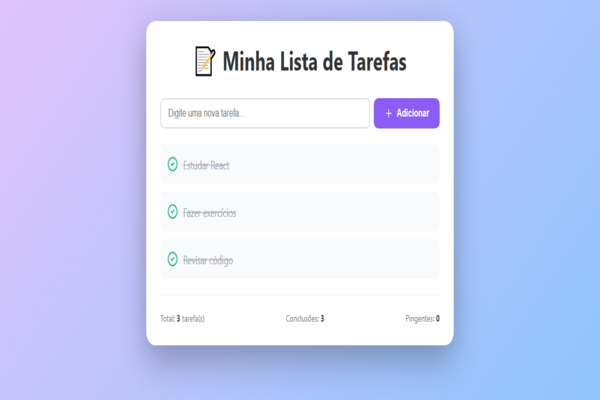 Minha Lista de Tarefas
Digite uma nova tarefa...
+ Adicionar
Estudar React
Fazer exercícios
Revisar código
Total: 3 tarefa(s)
Conclusões: 3
Pingentes: 0